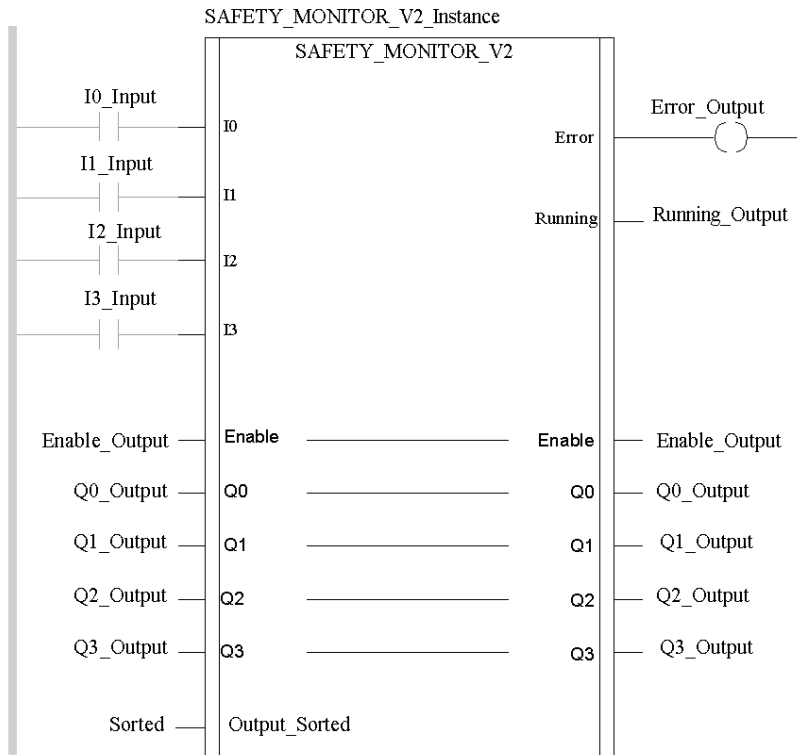 SAFETY_MONITOR_V2_Instance
SAFETY_MONITOR_V2
I0_Input
I0
Error_Output
Error
I1_Input
I1
Running
Running_Output
I2_Input
I2
I3_Input
I3
Enable_Output Enable Enable Enable_Output
Q0_Output Q0 Q0 Q0_Output
Q1_Output Q1 Q1 Q1_Output
Q2_Output Q2 Q2 Q2_Output
Q3_Output Q3 Q3 Q3_Output
Sorted Output_Sorted